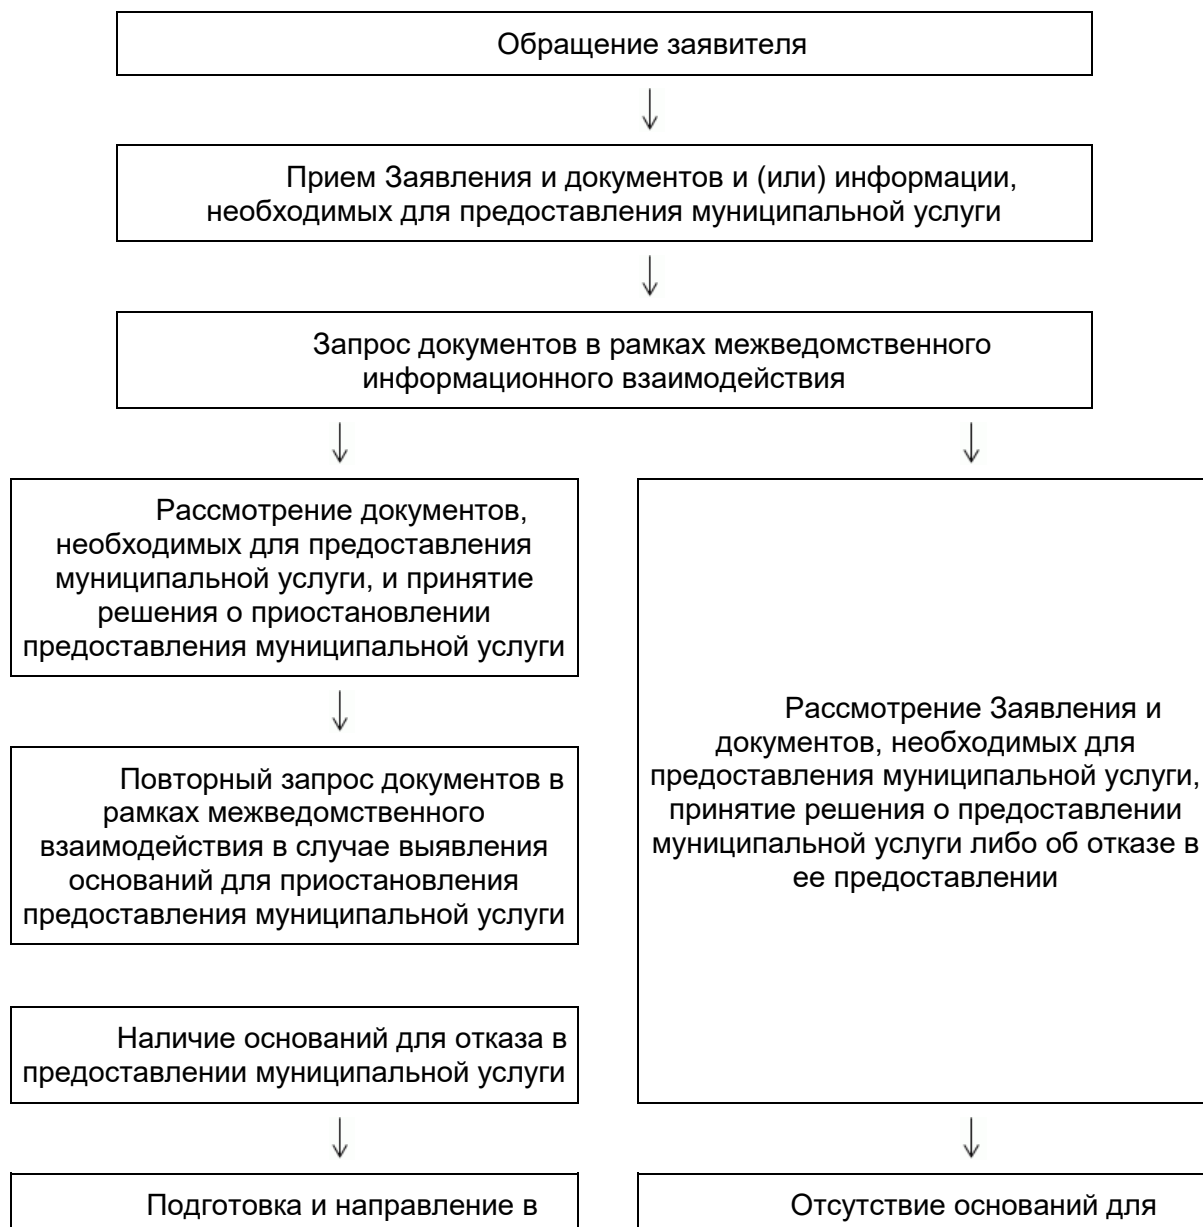 Обращение заявителя
Прием Заявления и документов и (или) информации,
необходимых для предоставления муниципальной услуги
Запрос документов в рамках межведомственного
информационного взаимодействия
Рассмотрение документов,
необходимых для предоставления
муниципальной услуги, и принятие
решения о приостановлении
предоставления муниципальной услуги
Повторный запрос документов в
рамках межведомственного
взаимодействия в случае выявления
оснований для приостановления
предоставления муниципальной услуги
Рассмотрение Заявления и
документов, необходимых для
предоставления муниципальной услуги,
принятие решения о предоставлении
муниципальной услуги либо об отказе в
ее предоставлении
Наличие оснований для отказа в
предоставлении муниципальной услуги
Подготовка и направление в
Отсутствие оснований для